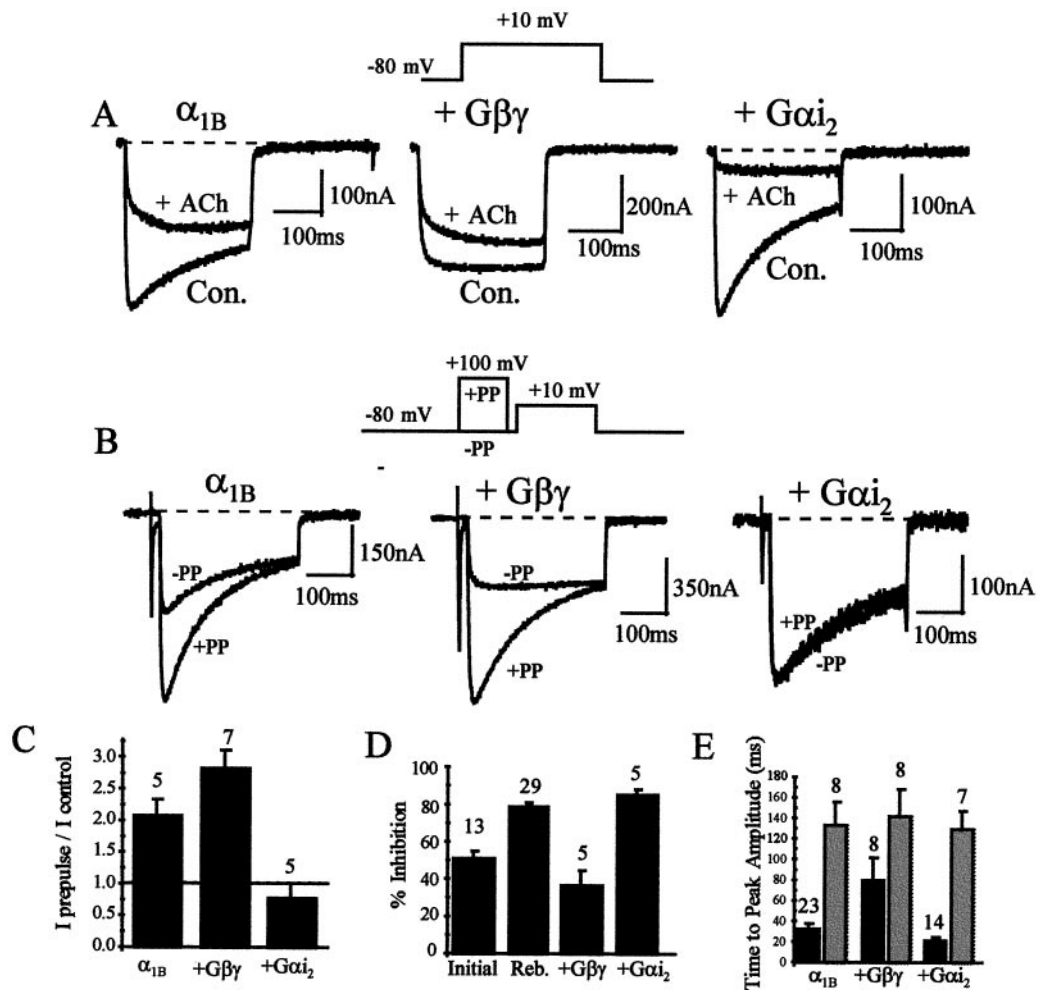 +10 mV
-80 mV
A
α1B
+ Gβγ
+ Gαi2
+ ACh
100nA
100ms
Con.
+ ACh
200nA
100ms
Con.
+ ACh
100nA
100ms
Con.
+100 mV
+PP
+10 mV
-80 mV
-PP
B
α1B
+ Gβγ
+ Gαi2
-PP
150nA
100ms
+PP
-PP
350nA
100ms
+PP
100nA
100ms
+PP
-PP
C
I prepulse / I control
3.0
2.5
2.0
1.5
1.0
0.5
0.0
5
7
5
α1B
+Gβγ
+Gαi2
D
% Inhibition
100
80
60
40
20
0
13
29
5
5
Initial
Reb.
+Gβγ
+Gαi2
E
Time to Peak Amplitude (ms)
180
160
140
120
100
80
60
40
20
0
23
8
8
8
14
7
α1B
+Gβγ
+Gαi2